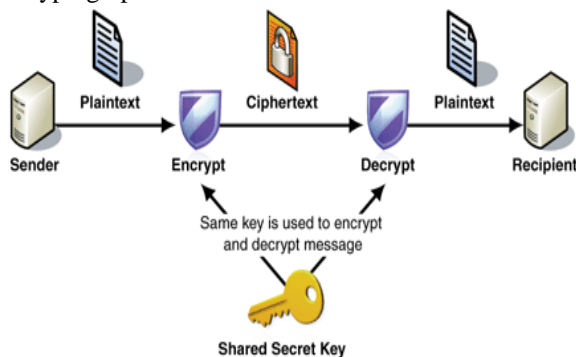 Plaintext
Ciphertext
Plaintext
Sender
Encrypt
Decrypt
Recipient
Same key is used to encrypt
and decrypt message
Shared Secret Key